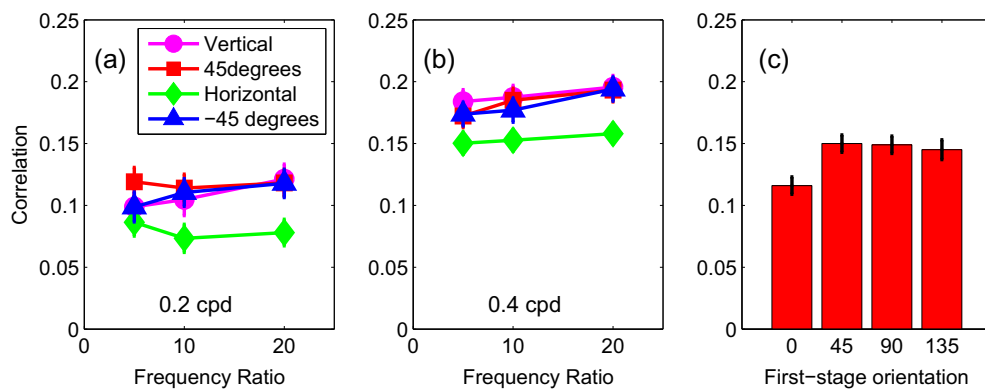 0.25
0.2
0.15
0.1
0.05
0
0
10
20
Correlation
Frequency Ratio
(a)
Vertical
45degrees
Horizontal
−45 degrees
0.2 cpd
0.25
0.2
0.15
0.1
0.05
0
0
10
20
Frequency Ratio
(b)
0.4 cpd
0.25
0.2
0.15
0.1
0.05
0
(c)
0 45 90 135
First−stage orientation